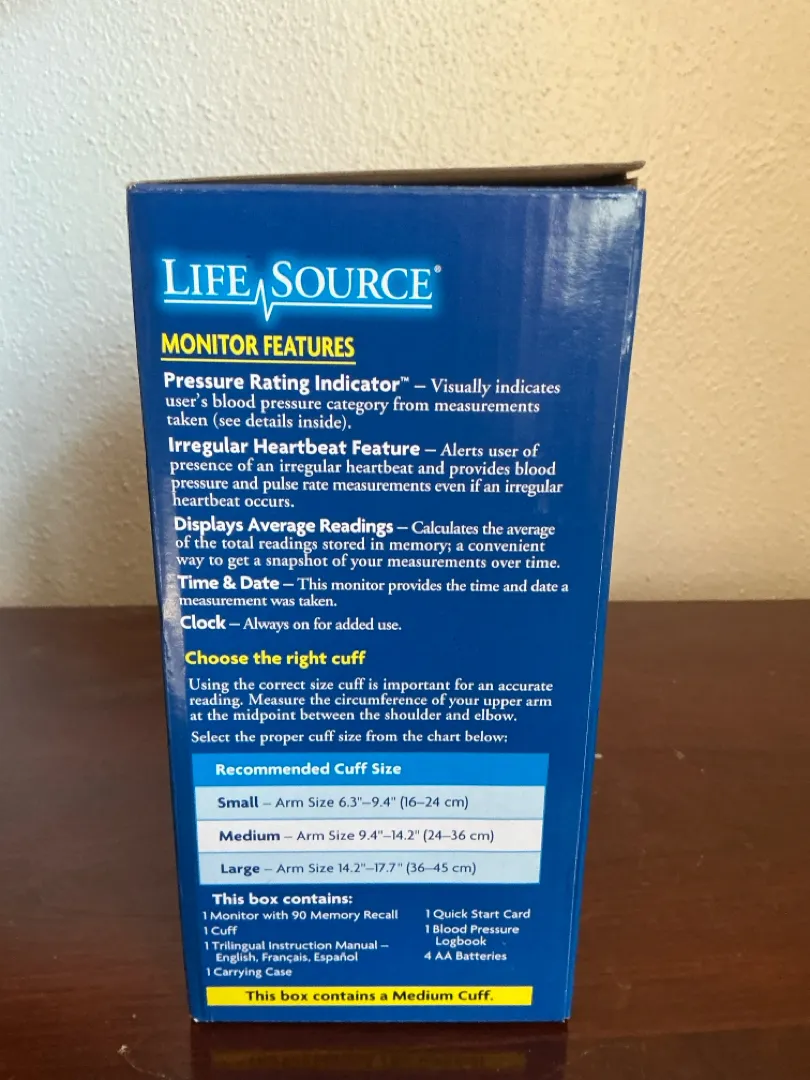 LIFE SOURCE®
MONITOR FEATURES
Pressure Rating Indicator™ – Visually indicates
user's blood pressure category from measurements
taken (see details inside).
Irregular Heartbeat Feature – Alerts user of
presence of an irregular heartbeat and provides blood
pressure and pulse rate measurements even if an irregular
heartbeat occurs.
Displays Average Readings – Calculates the average
of the total readings stored in memory; a convenient
way to get a snapshot of your measurements over time.
Time & Date – This monitor provides the time and date a
measurement was taken.
Clock – Always on for added use.
Choose the right cuff
Using the correct size cuff is important for an accurate
reading. Measure the circumference of your upper arm
at the midpoint between the shoulder and elbow.
Select the proper cuff size from the chart below:
Recommended Cuff Size
Small – Arm Size 6.3"–9.4" (16–24 cm)
Medium – Arm Size 9.4"–14.2" (24–36 cm)
Large – Arm Size 14.2"–17.7" (36–45 cm)
This box contains:
1 Monitor with 90 Memory Recall
1 Cuff
1 Trilingual Instruction Manual –
English, Français, Español
1 Carrying Case
1 Quick Start Card
1 Blood Pressure
Logbook
4 AA Batteries
This box contains a Medium Cuff.